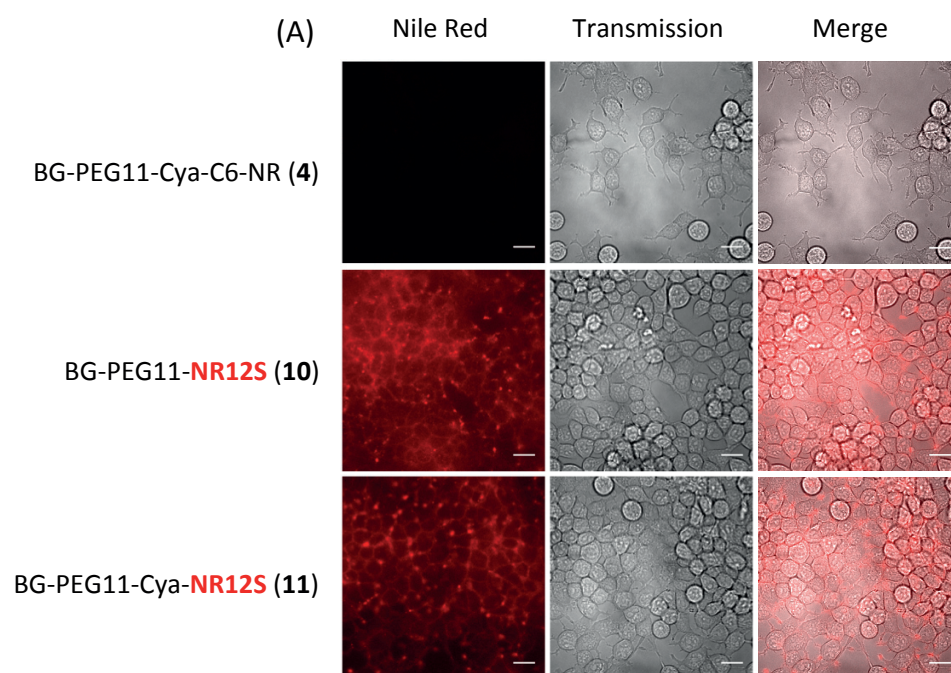 (A) Nile Red Transmission Merge
BG-PEG11-Cya-C6-NR (4)
BG-PEG11-NR12S (10)
BG-PEG11-Cya-NR12S (11)